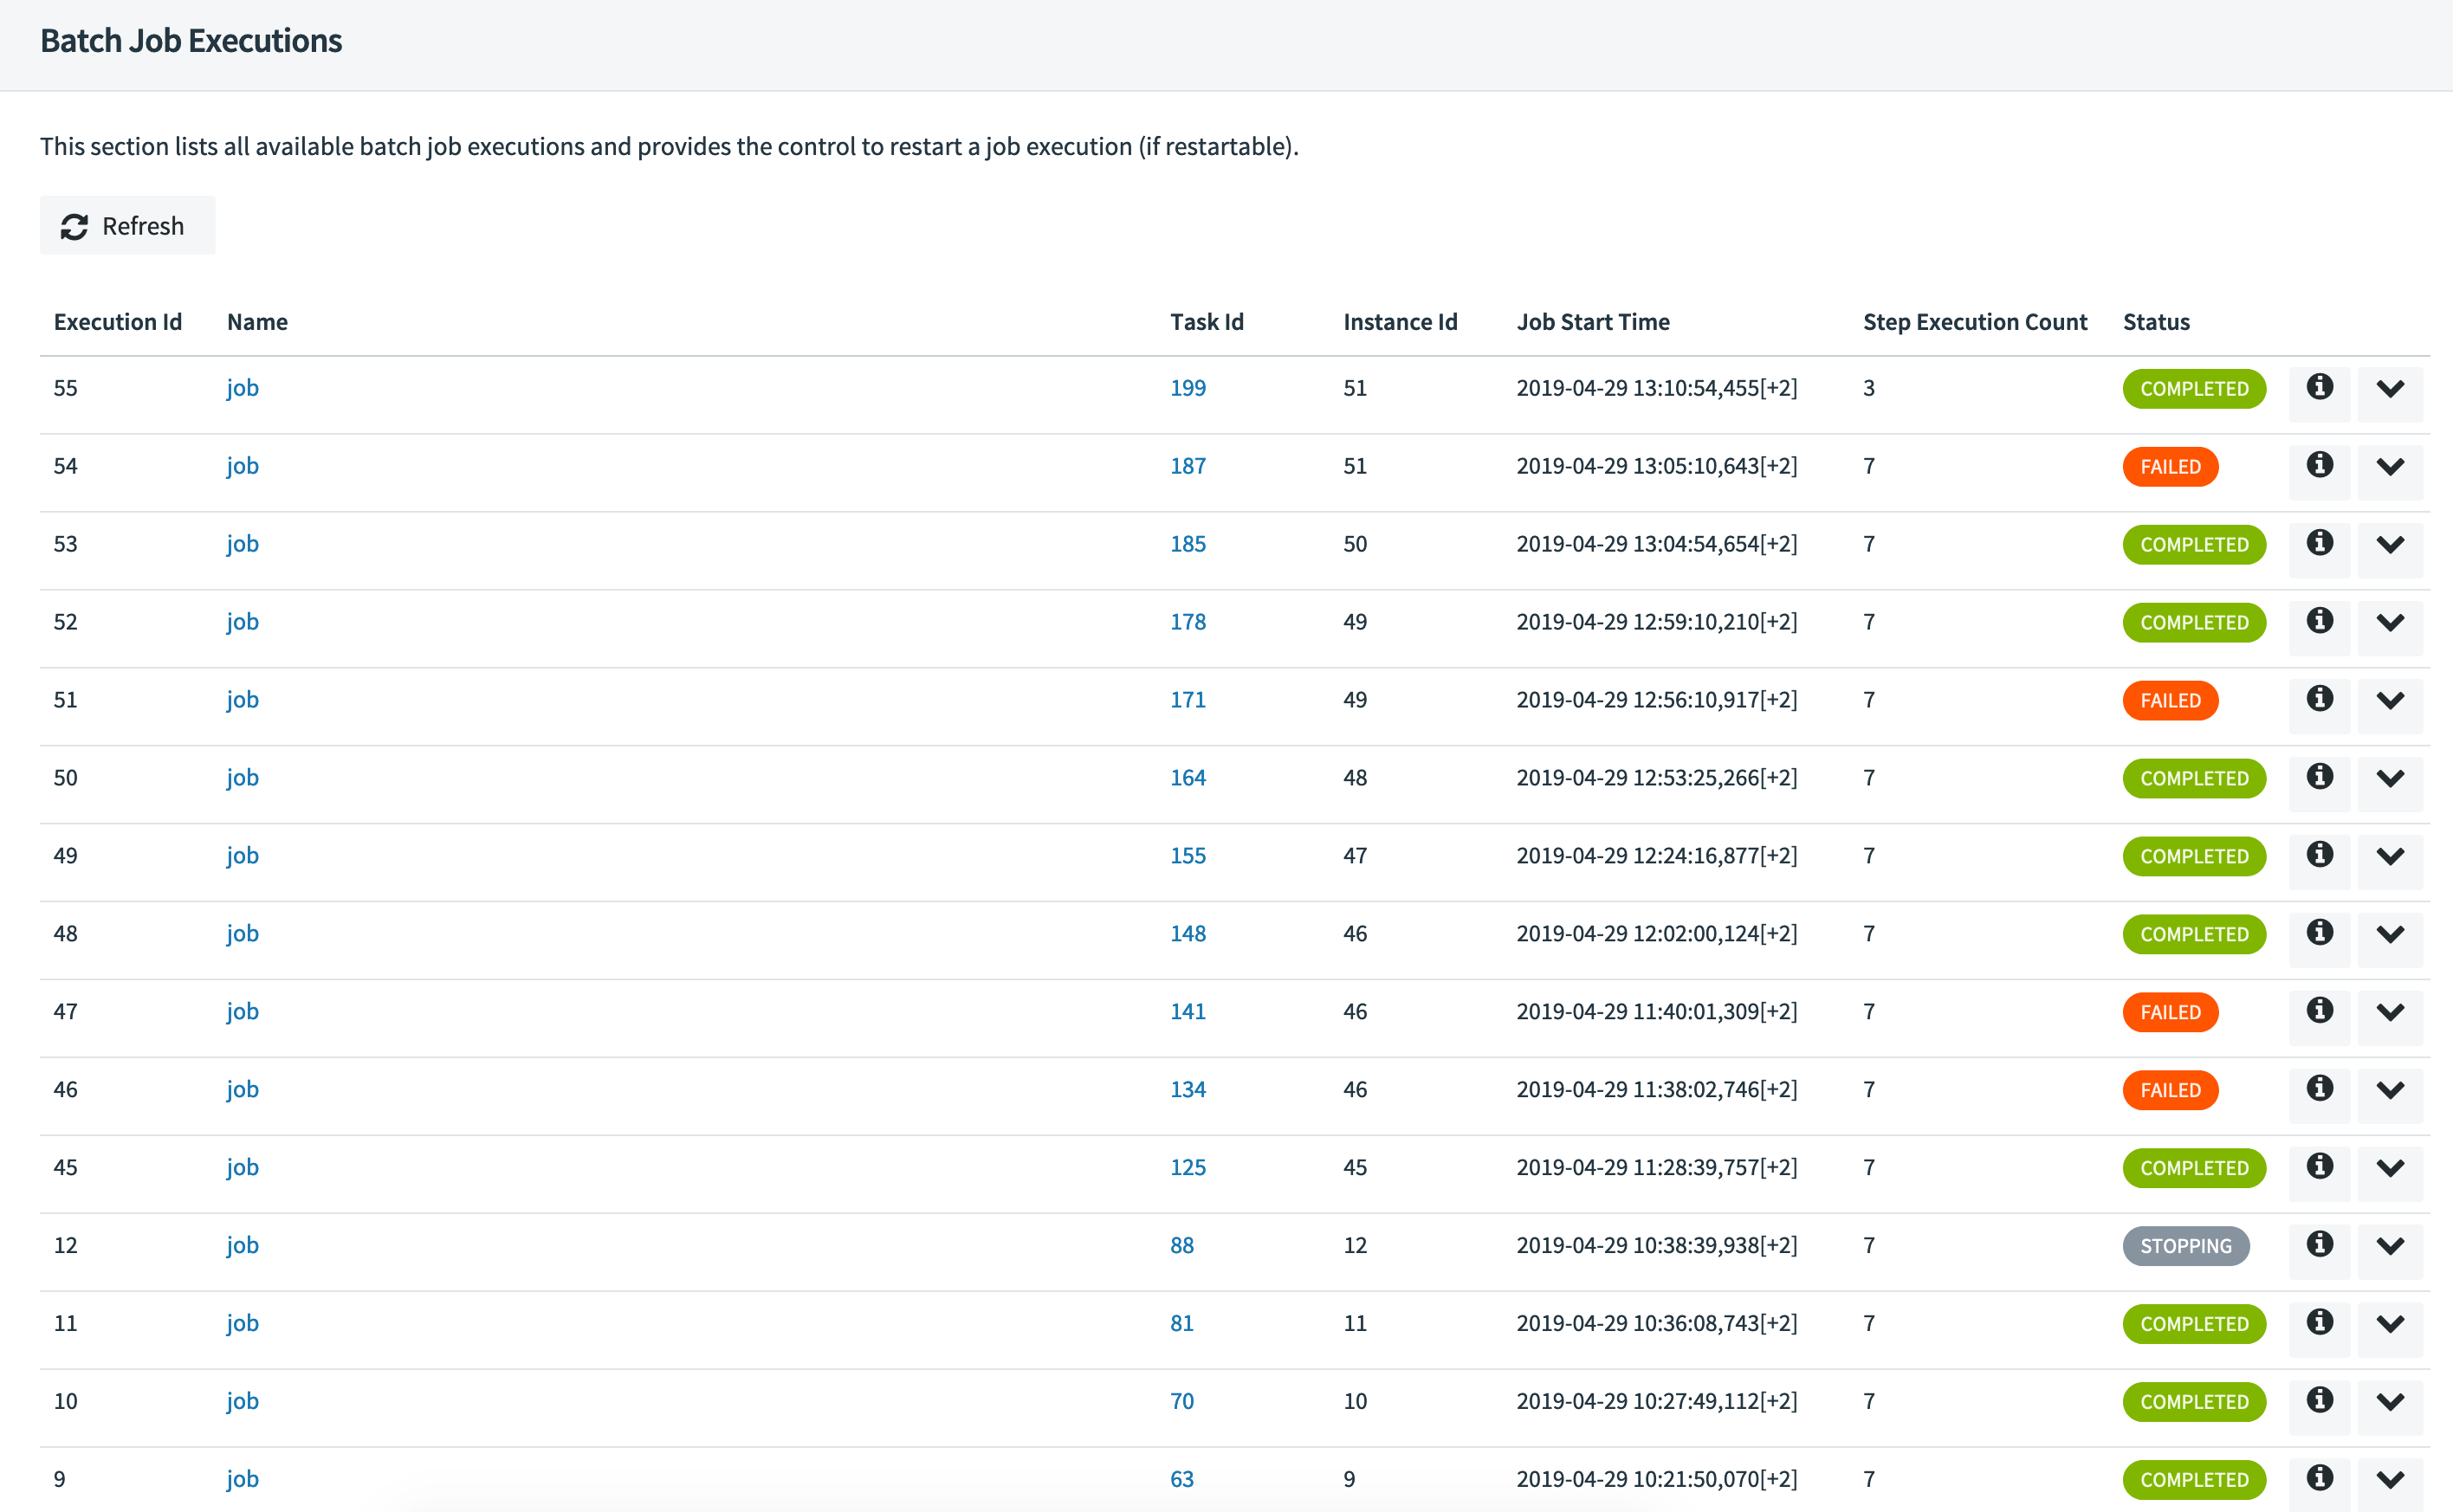 Batch Job Executions
This section lists all available batch job executions and provides the control to restart a job execution (if restartable).
Refresh
Execution Id Name Task Id Instance Id Job Start Time Step Execution Count Status
55 job 199 51 2019-04-29 13:10:54,455[+2] 3 COMPLETED
54 job 187 51 2019-04-29 13:05:10,643[+2] 7 FAILED
53 job 185 50 2019-04-29 13:04:54,654[+2] 7 COMPLETED
52 job 178 49 2019-04-29 12:59:10,210[+2] 7 COMPLETED
51 job 171 49 2019-04-29 12:56:10,917[+2] 7 FAILED
50 job 164 48 2019-04-29 12:53:25,266[+2] 7 COMPLETED
49 job 155 47 2019-04-29 12:24:16,877[+2] 7 COMPLETED
48 job 148 46 2019-04-29 12:02:00,124[+2] 7 COMPLETED
47 job 141 46 2019-04-29 11:40:01,309[+2] 7 FAILED
46 job 134 46 2019-04-29 11:38:02,746[+2] 7 FAILED
45 job 125 45 2019-04-29 11:28:39,757[+2] 7 COMPLETED
12 job 88 12 2019-04-29 10:38:39,938[+2] 7 STOPPING
11 job 81 11 2019-04-29 10:36:08,743[+2] 7 COMPLETED
10 job 70 10 2019-04-29 10:27:49,112[+2] 7 COMPLETED
9 job 63 9 2019-04-29 10:21:50,070[+2] 7 COMPLETED